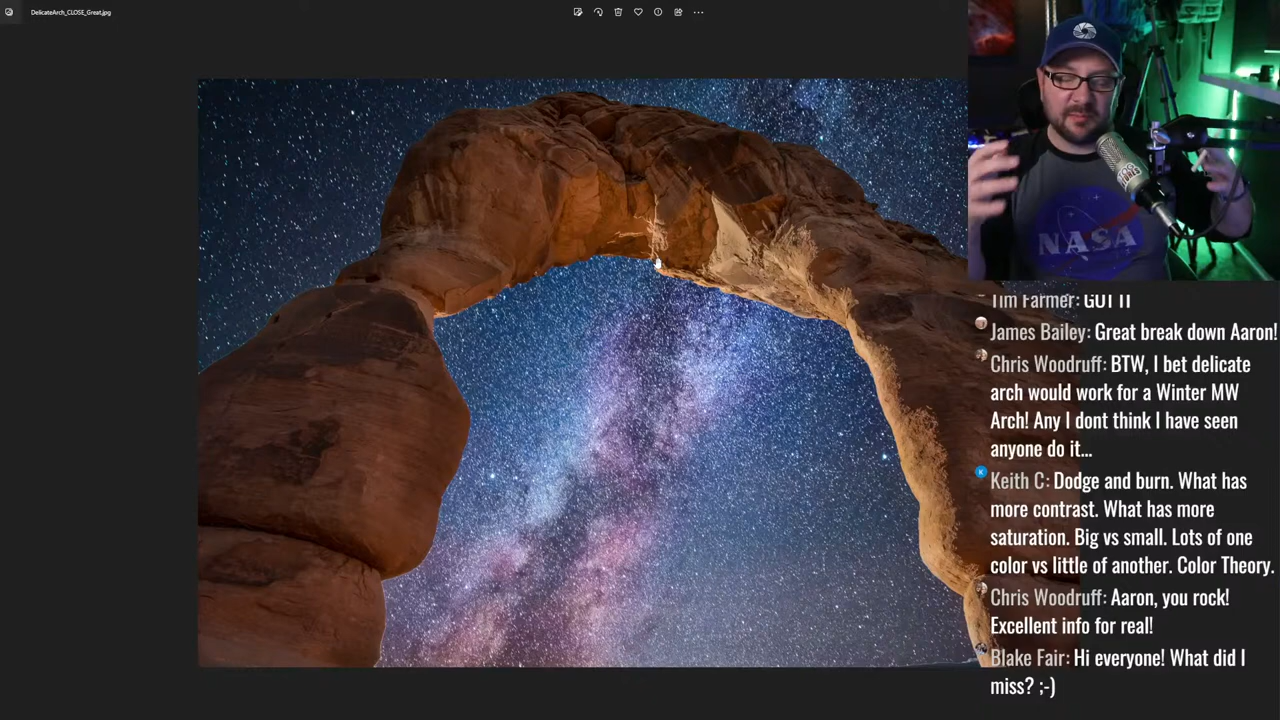 DelicateArch_CLOSE_Great.jpg
NASA
Tim Farmer: GOT IT
James Bailey: Great break down Aaron!
Chris Woodruff: BTW, I bet delicate
arch would work for a Winter MW
Arch! Any I dont think I have seen
anyone do it...
K Keith C: Dodge and burn. What has
more contrast. What has more
saturation. Big vs small. Lots of one
color vs little of another. Color Theory.
Chris Woodruff: Aaron, you rock!
Excellent info for real!
Blake Fair: Hi everyone! What did I
miss? ;-)